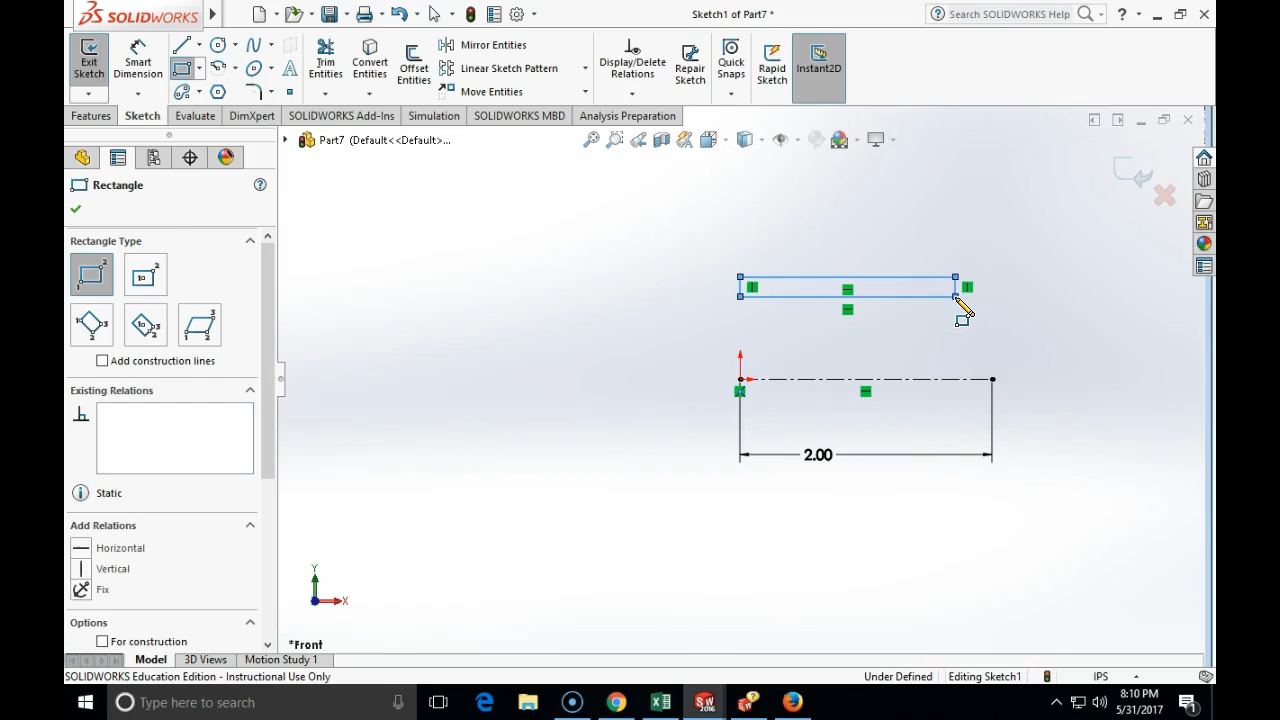 SOLIDWORKS
Sketch1 of Part7 *
Search SOLIDWORKS Help
?
Exit Sketch
Smart Dimension
Trim Entities
Convert Entities
Offset Entities
Mirror Entities
Linear Sketch Pattern
Move Entities
Display/Delete Relations
Repair Sketch
Quick Snaps
Rapid Sketch
Instant2D
Features
Sketch
Evaluate
DimXpert
SOLIDWORKS Add-Ins
Simulation
SOLIDWORKS MBD
Analysis Preparation
Part7 (Default<<Default>...
Rectangle
?
Rectangle Type
Add construction lines
Existing Relations
Static
Add Relations
Horizontal
Vertical
Fix
Options
For construction
2.00
Y
X
*Front
Model
3D Views
Motion Study 1
SOLIDWORKS Education Edition - Instructional Use Only
Under Defined
Editing Sketch1
IPS
Type here to search
SW
2016
8:10 PM
5/31/2017
1